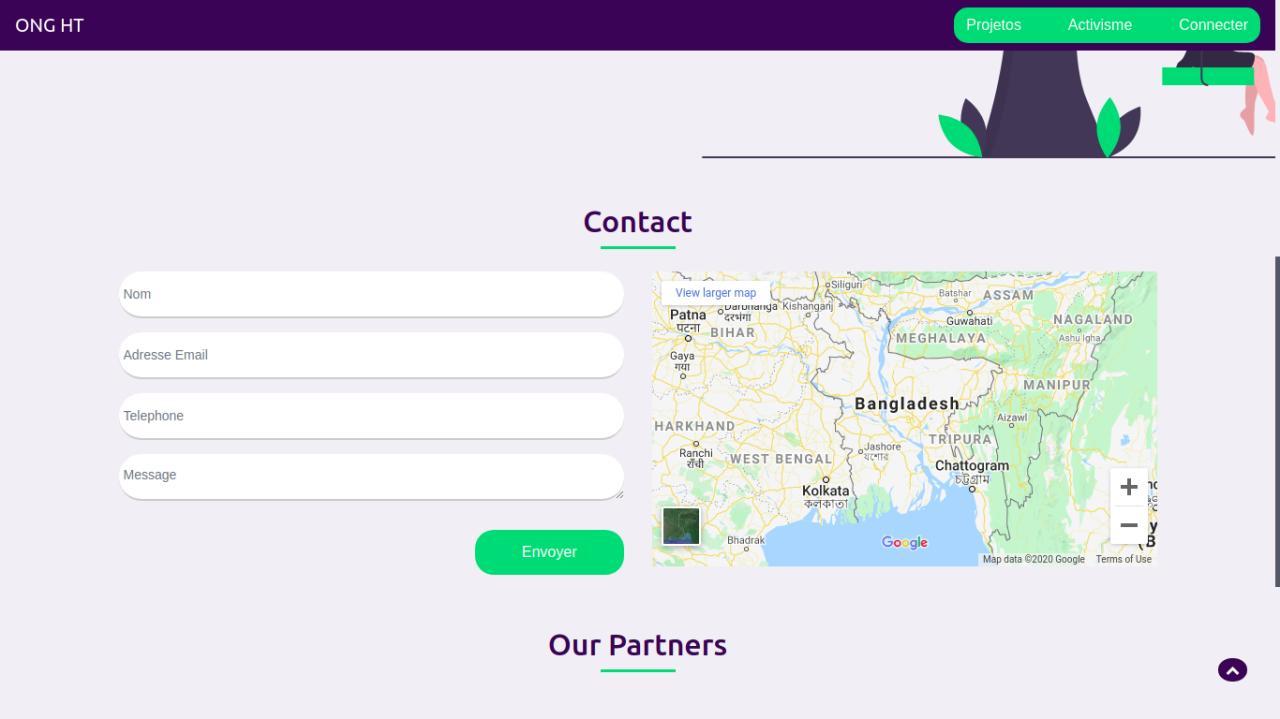 ONG HT
Projetos
Activisme
Connecter
Contact
Nom
Adresse Email
Telephone
Message
Envoyer
View larger map
Siliguri
Batshar
ASSAM
Darbhanga
Kishanganj
दरभंगा
Patna
पटना
BIHAR
Guwahati
NAGALAND
MEGHALAYA
Ashu igha
Gaya
गया
MANIPUR
Bangladesh
Aizawl
HARKHAND
TRIPURA
Jashore
যশোর
Ranchi
राँची
WEST BENGAL
Chattogram
চট্টগ্রাম
Kolkata
কলকাতা
Bhadrak
Google
Map data ©2020 Google
Terms of Use
Our Partners